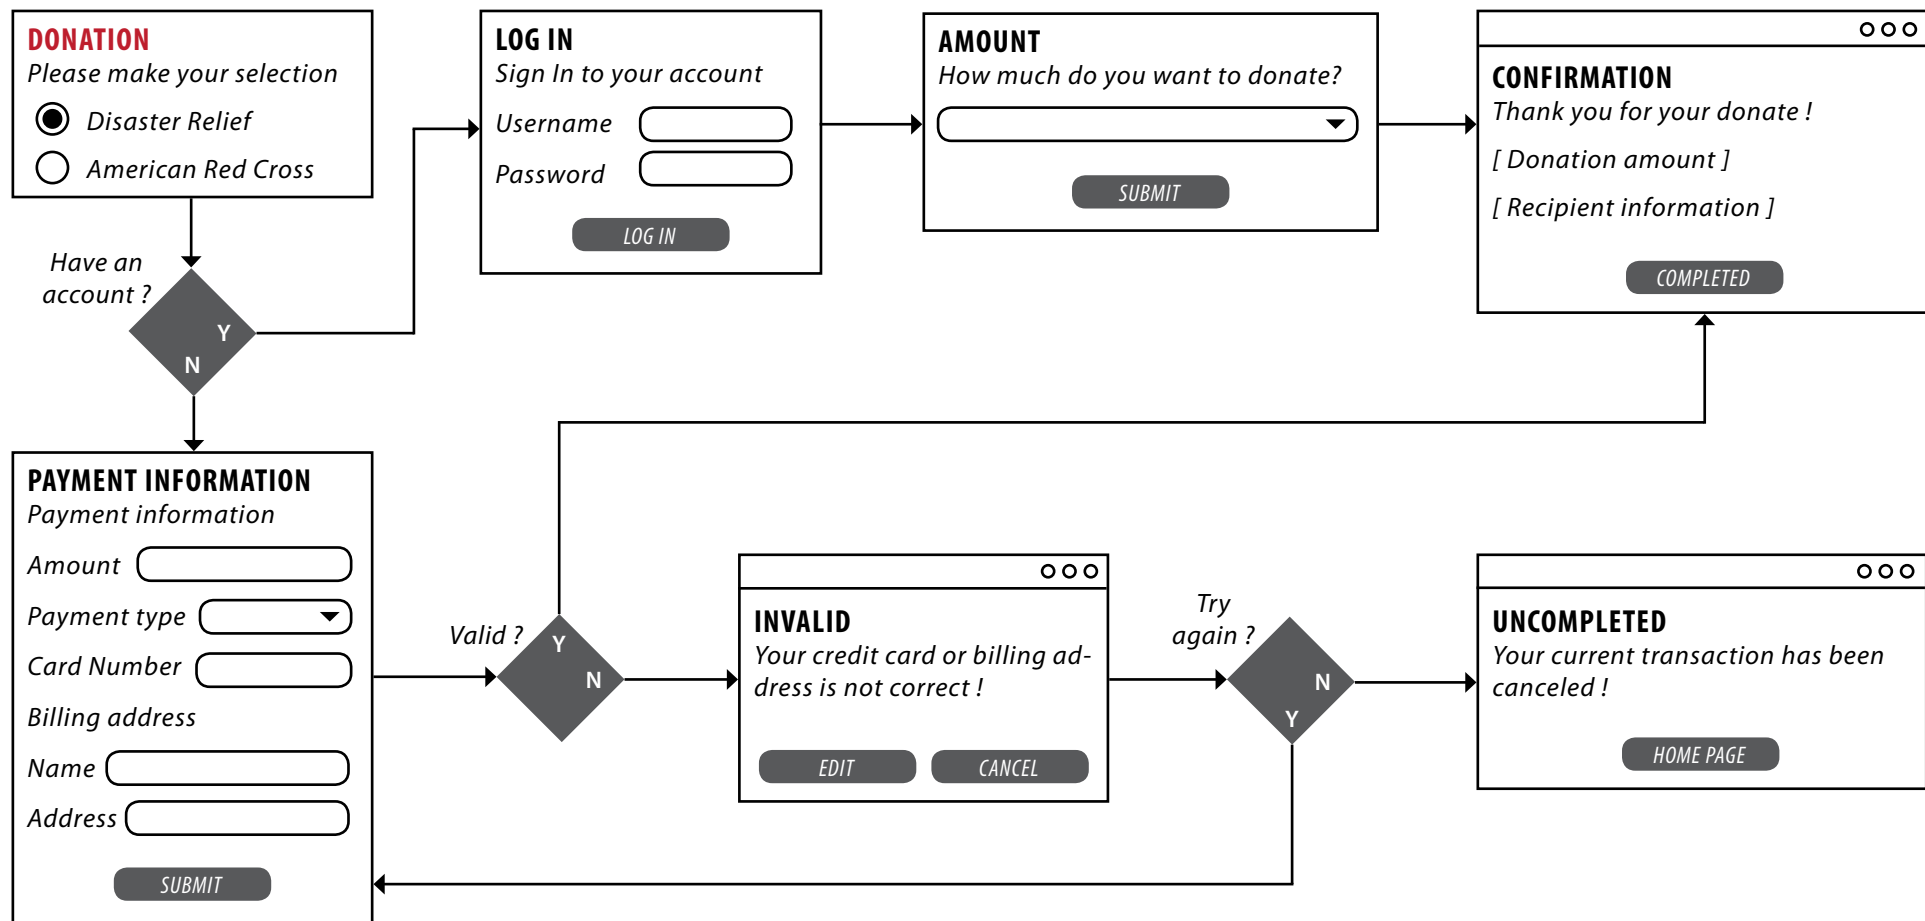 DONATION
Please make your selection
Disaster Relief
American Red Cross
Have an
account ?
Y
N
LOG IN
Sign In to your account
Username
Password
LOG IN
AMOUNT
How much do you want to donate?
SUBMIT
CONFIRMATION
Thank you for your donate !
[ Donation amount ]
[ Recipient information ]
COMPLETED
PAYMENT INFORMATION
Payment information
Amount
Payment type
Card Number
Billing address
Name
Address
SUBMIT
Valid ?
Y
N
INVALID
Your credit card or billing ad-
dress is not correct !
EDIT
CANCEL
Try
again ?
N
Y
UNCOMPLETED
Your current transaction has been
canceled !
HOME PAGE